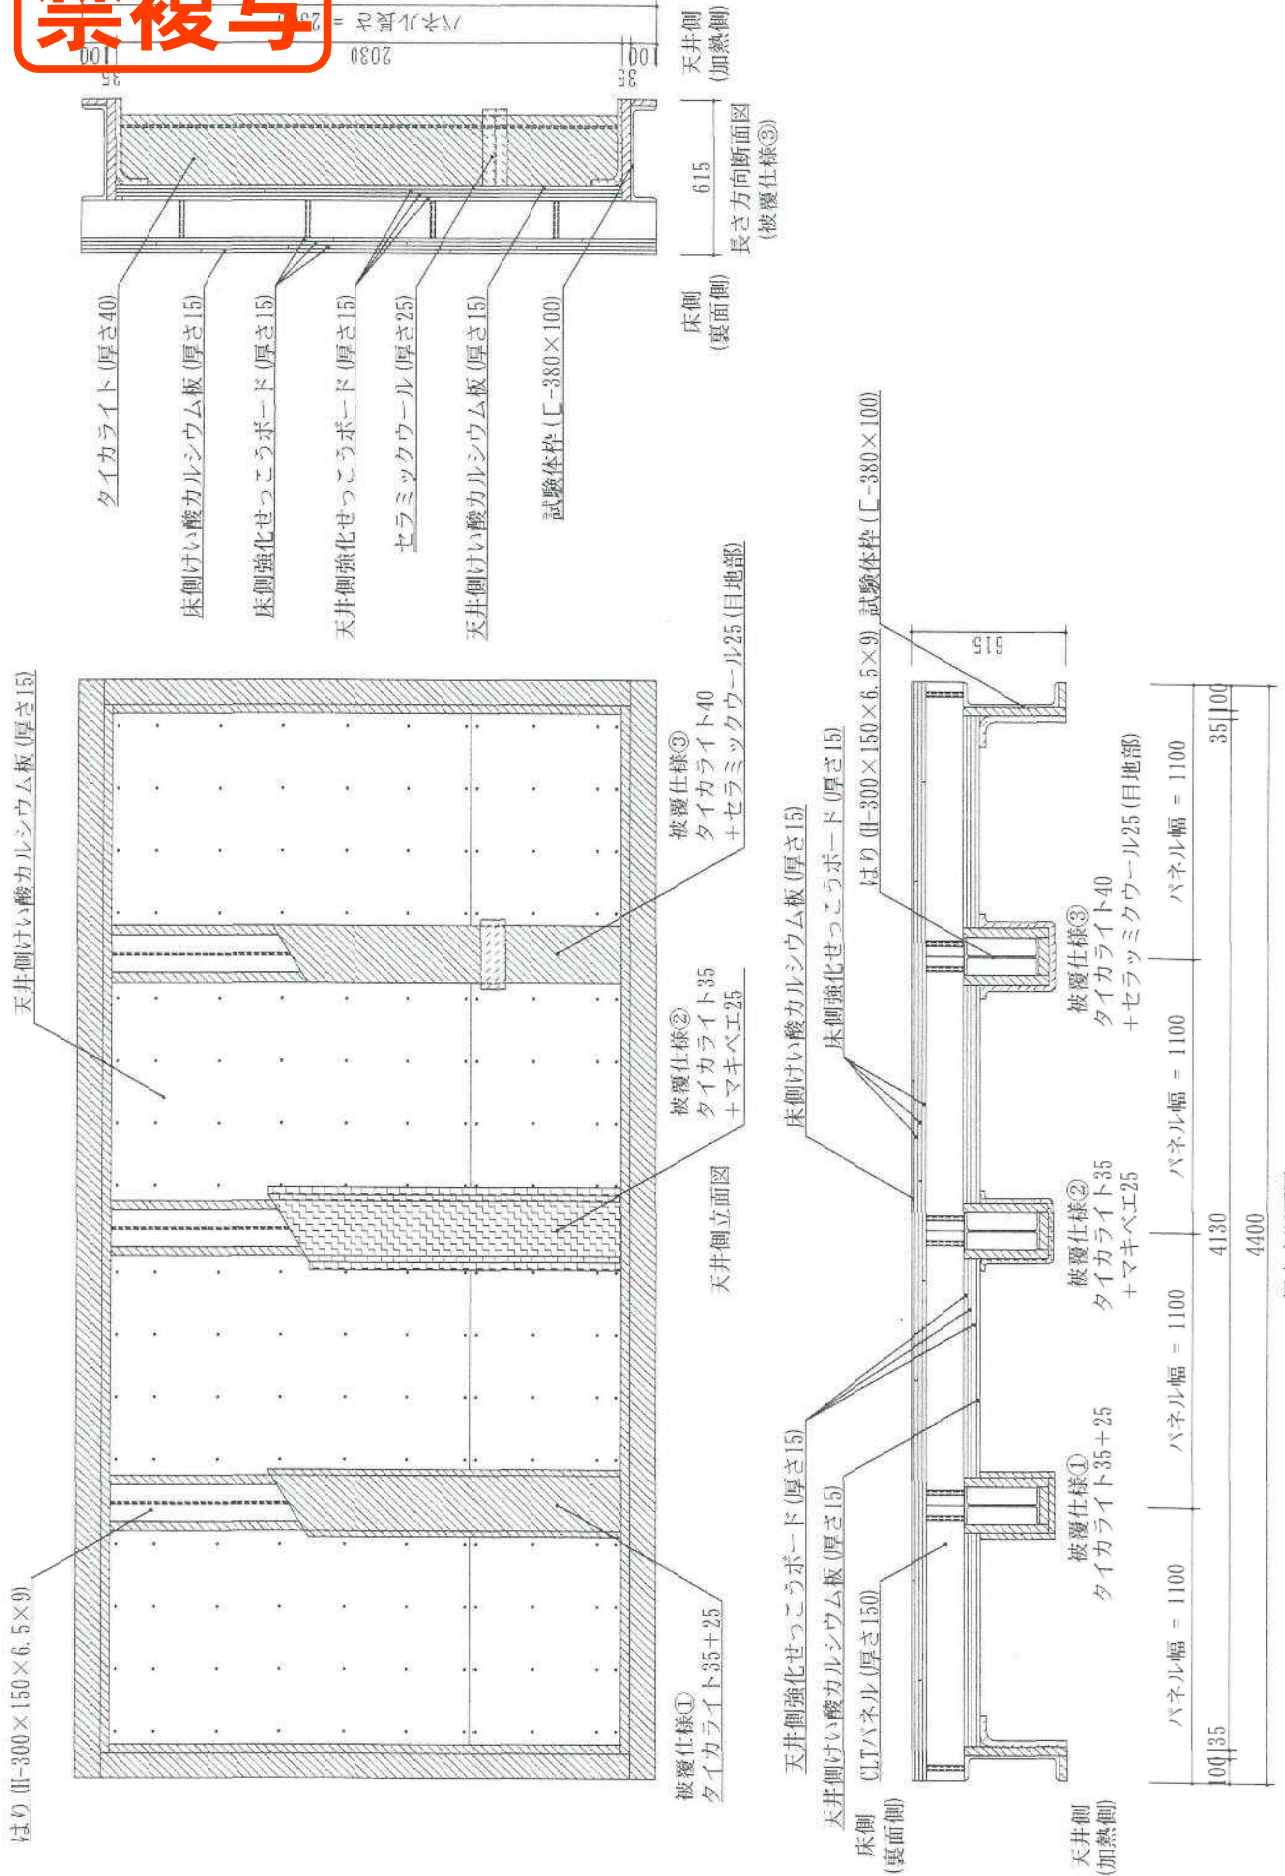 禁複写
天井側けい酸カルシウム板(厚さ15)
はり(H-300×150×6.5×9)
被覆仕様①
タイカライト35+25
被覆仕様②
タイカライト35
+マキベエ25
被覆仕様③
タイカライト40
+セラミックウール25(目地部)
天井側立面図
タイカライト(厚さ40)
床側けい酸カルシウム板(厚さ15)
床側強化せっこうボード(厚さ15)
天井側強化せっこうボード(厚さ15)
セラミックウール(厚さ25)
天井側けい酸カルシウム板(厚さ15)
試験体枠([-380×100)
パネル長さ =
100
35
2030
35
100
天井側
(加熱側)
615
床側
(裏面側)
長さ方向断面図
(被覆仕様③)
天井側強化せっこうボード(厚さ15)
天井側けい酸カルシウム板(厚さ15)
CLTパネル(厚さ150)
床側けい酸カルシウム板(厚さ15)
床側強化せっこうボード(厚さ15)
はり(H-300×150×6.5×9)
試験体枠([-380×100)
床側
(裏面側)
天井側
(加熱側)
615
被覆仕様①
タイカライト35+25
被覆仕様②
タイカライト35
+マキベエ25
被覆仕様③
タイカライト40
+セラッミクウール25(目地部)
パネル幅 = 1100
パネル幅 = 1100
パネル幅 = 1100
パネル幅 = 1100
100
35
4130
35
100
4400